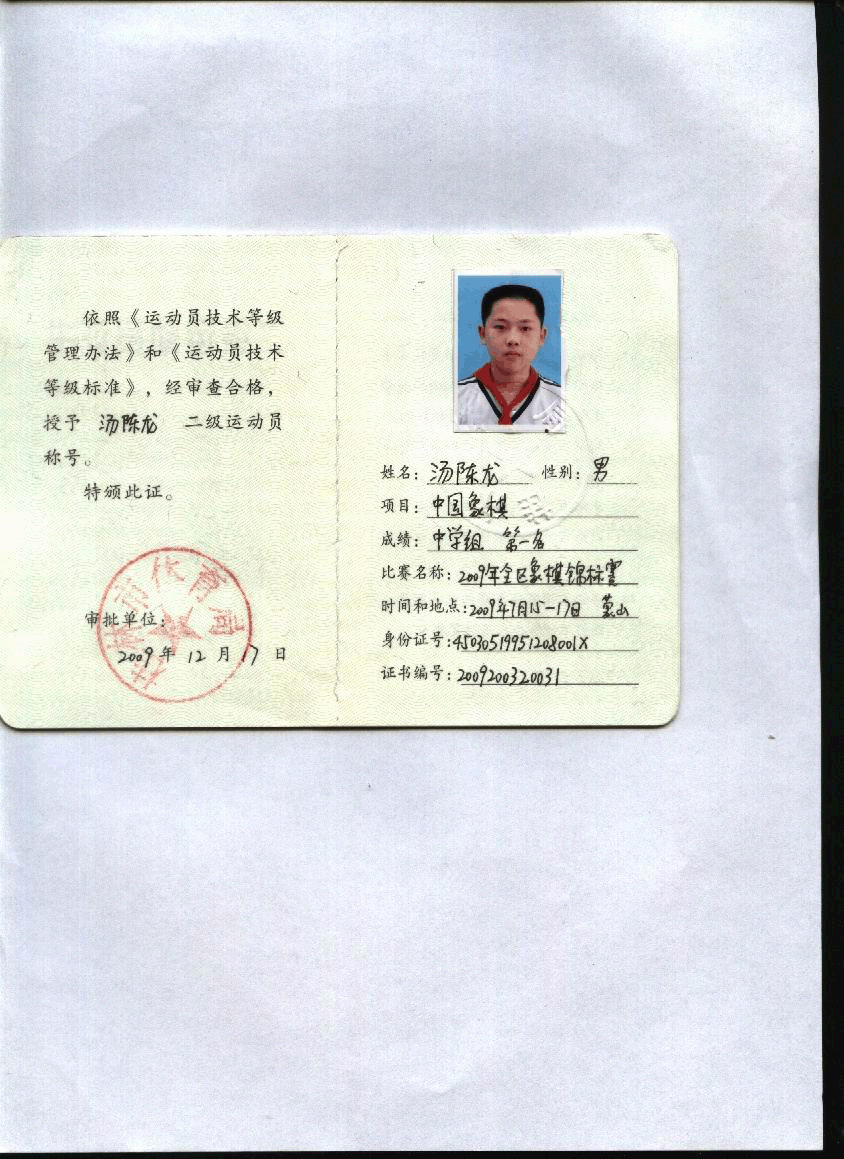 依照《运动员技术等级
管理办法》和《运动员技术
等级标准》，经审查合格，
授予 汤陈龙 二级运动员
称号。
特颁此证。
体育局
审批单位：
2009 年 12 月 17 日
姓名：汤陈龙 性别：男
项目：中国象棋
成绩：中学组 第一名
比赛名称：2009年全区象棋锦标赛
时间和地点：2009年7月15-17日 山
身份证号：45030519951208001X
证书编号：2009200320031